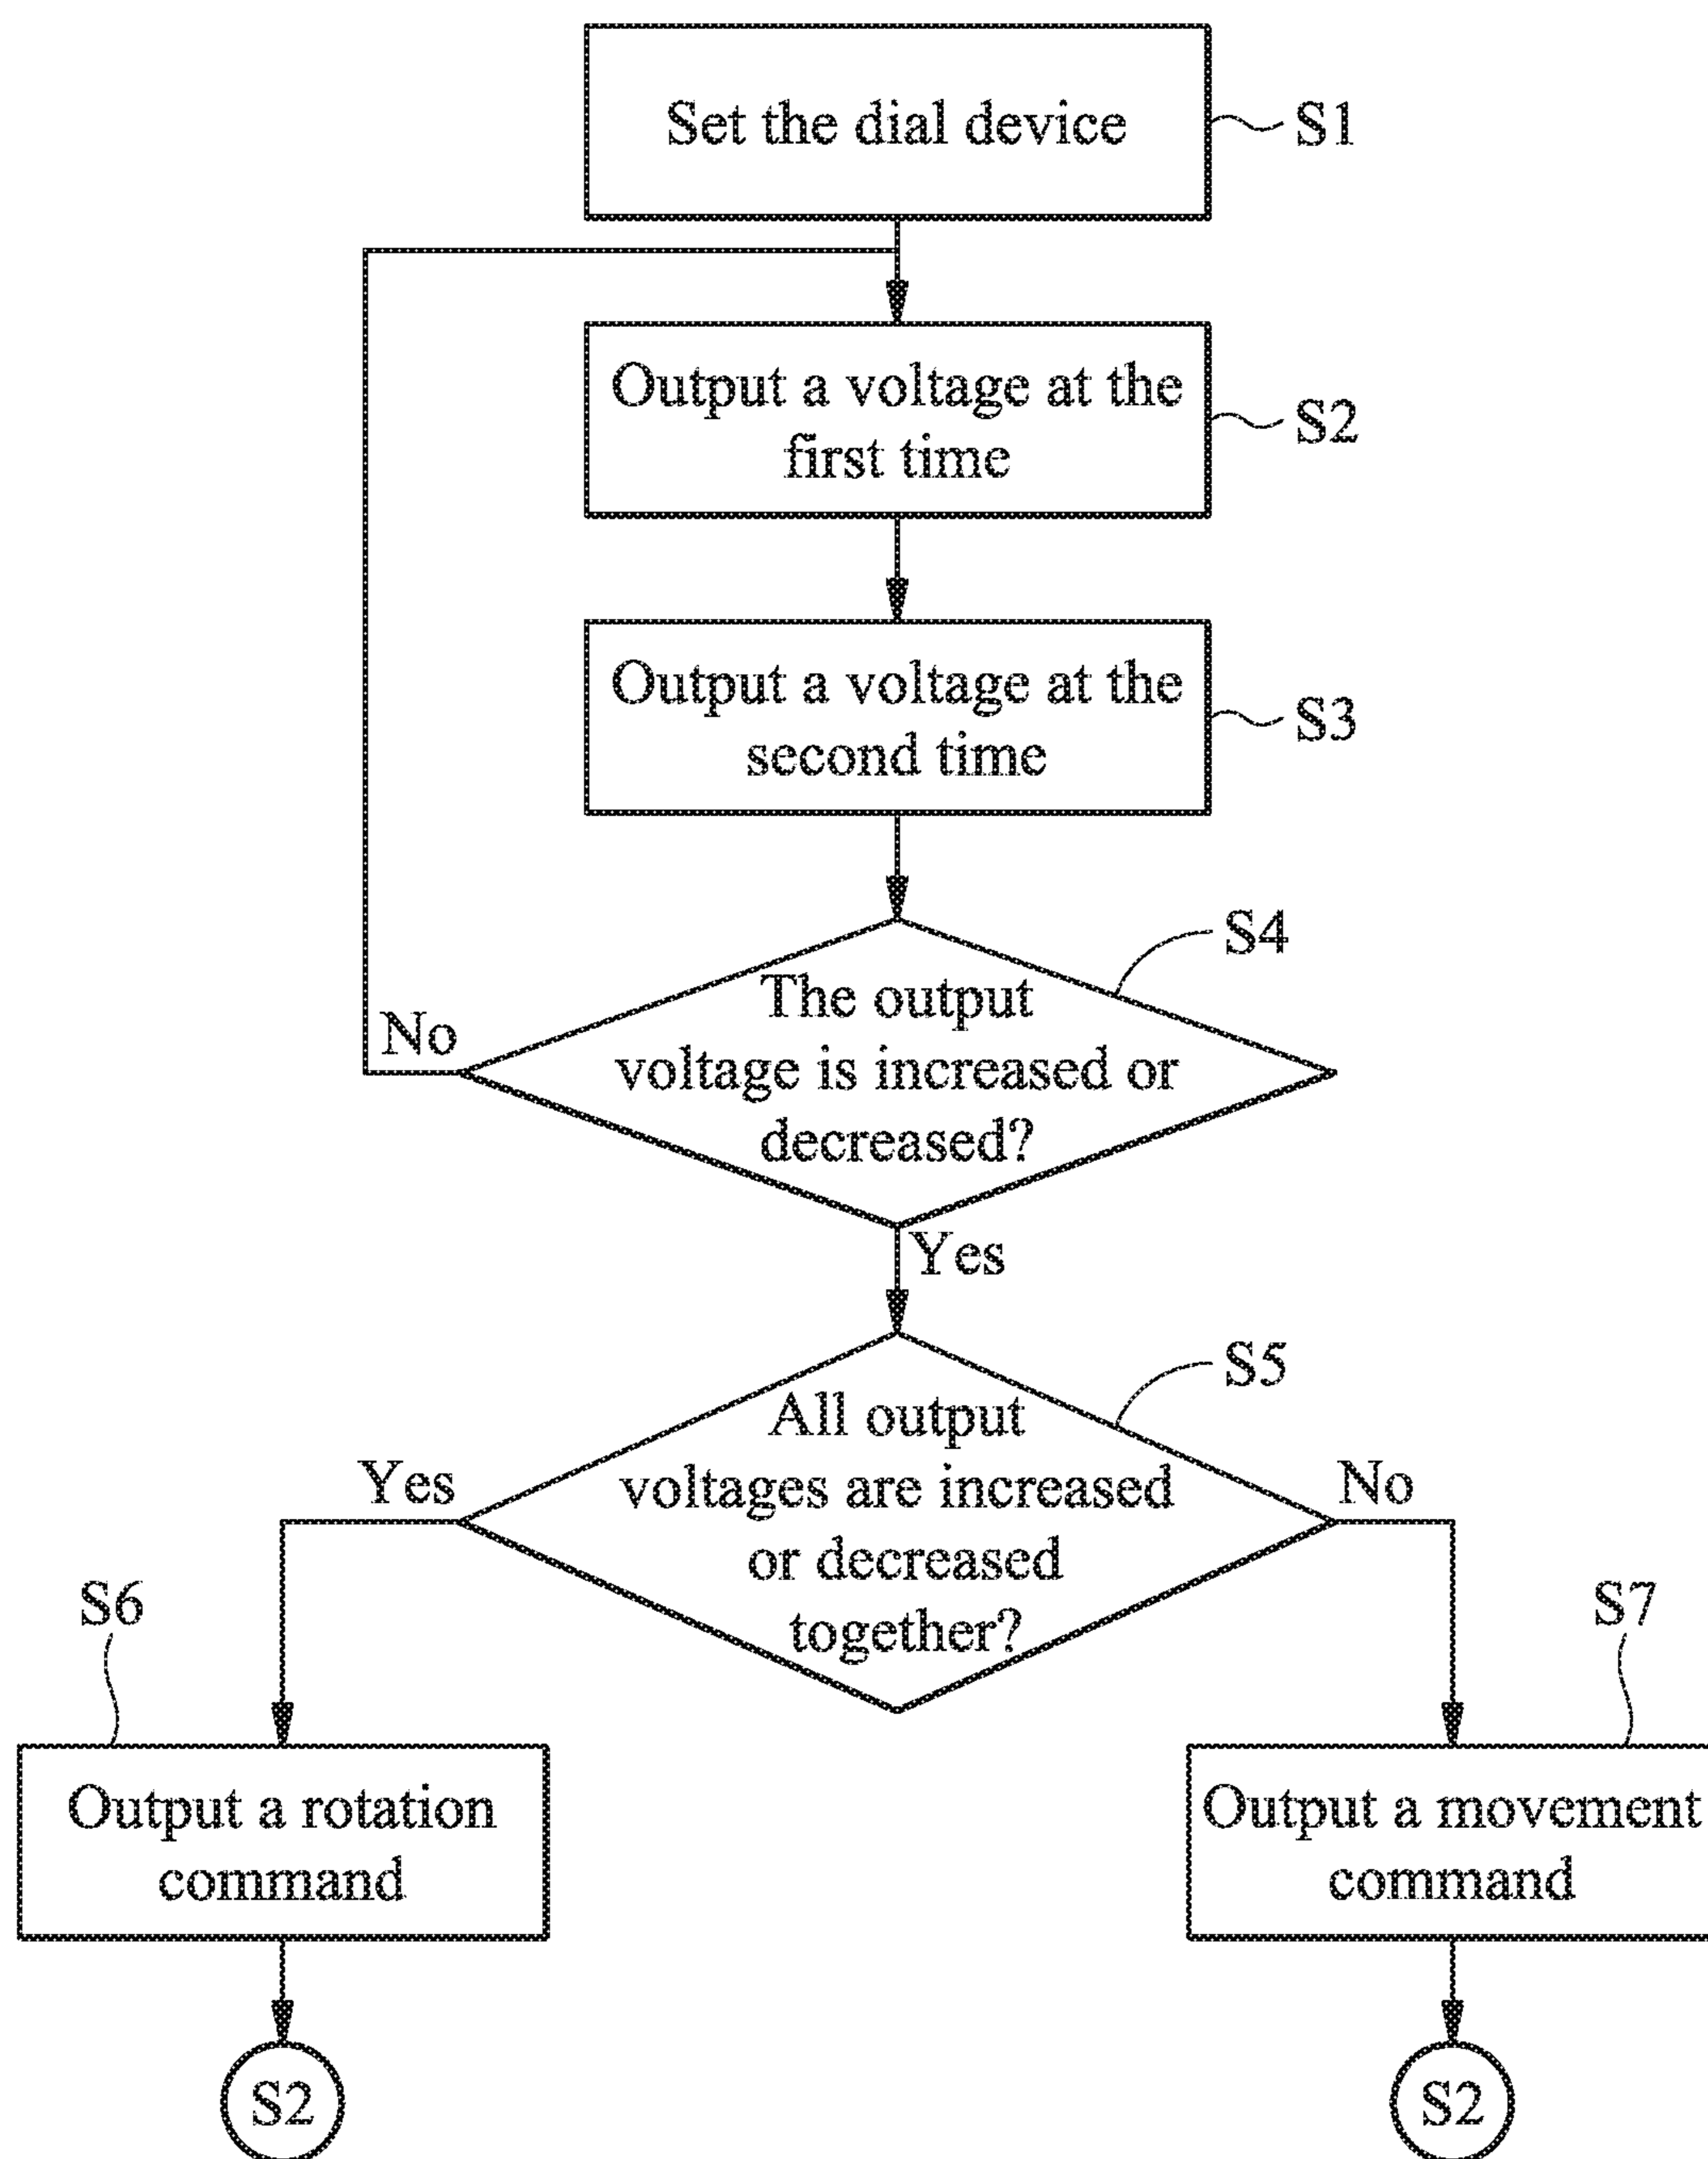 Set the dial device
S1
Output a voltage at the
first time
S2
Output a voltage at the
second time
S3
S4
The output
voltage is increased or
decreased?
No
Yes
S5
All output
voltages are increased
or decreased
together?
Yes
No
S6
S7
Output a rotation
command
Output a movement
command
S2
S2